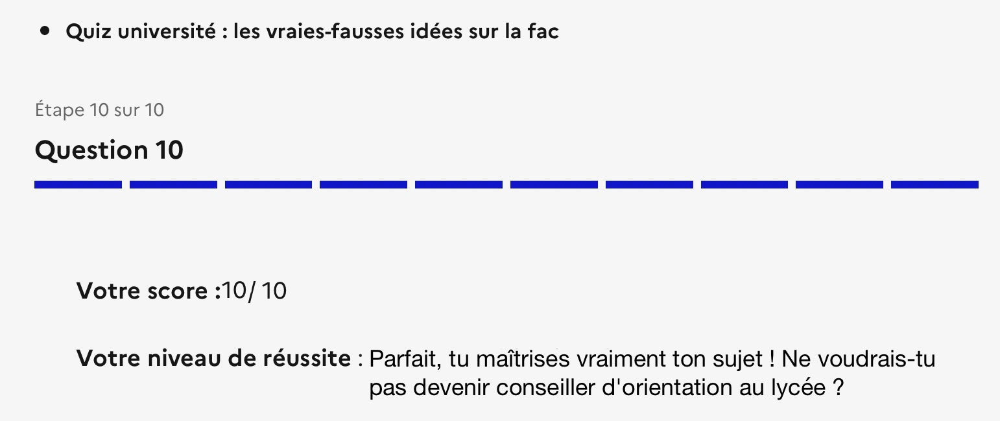 Quiz université : les vraies-fausses idées sur la fac
Étape 10 sur 10
Question 10
Votre score :10/ 10
Votre niveau de réussite : Parfait, tu maîtrises vraiment ton sujet ! Ne voudrais-tu
pas devenir conseiller d'orientation au lycée ?